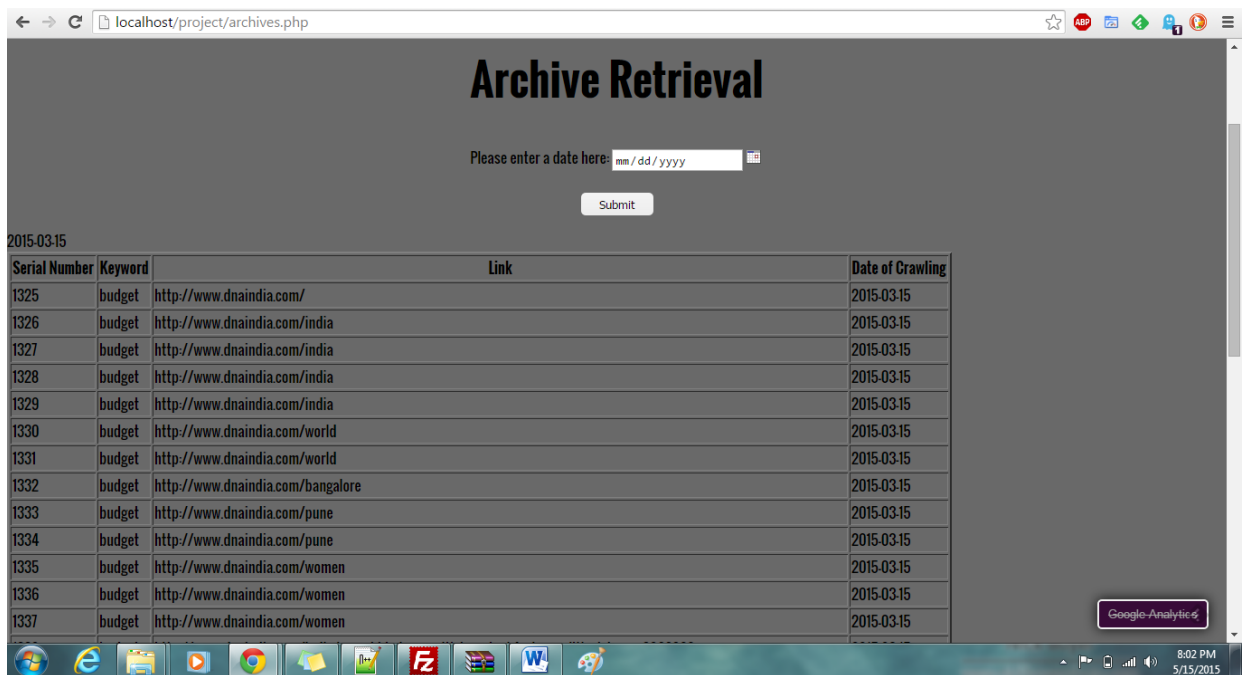 localhost/project/archives.php
ABP
1
Archive Retrieval
Please enter a date here: mm/dd/yyyy
Submit
2015-03-15
Serial Number Keyword Link Date of Crawling
1325 budget http://www.dnaindia.com/ 2015-03-15
1326 budget http://www.dnaindia.com/india 2015-03-15
1327 budget http://www.dnaindia.com/india 2015-03-15
1328 budget http://www.dnaindia.com/india 2015-03-15
1329 budget http://www.dnaindia.com/india 2015-03-15
1330 budget http://www.dnaindia.com/world 2015-03-15
1331 budget http://www.dnaindia.com/world 2015-03-15
1332 budget http://www.dnaindia.com/bangalore 2015-03-15
1333 budget http://www.dnaindia.com/pune 2015-03-15
1334 budget http://www.dnaindia.com/pune 2015-03-15
1335 budget http://www.dnaindia.com/women 2015-03-15
1336 budget http://www.dnaindia.com/women 2015-03-15
1337 budget http://www.dnaindia.com/women 2015-03-15
Google Analytics
8:02 PM
5/15/2015